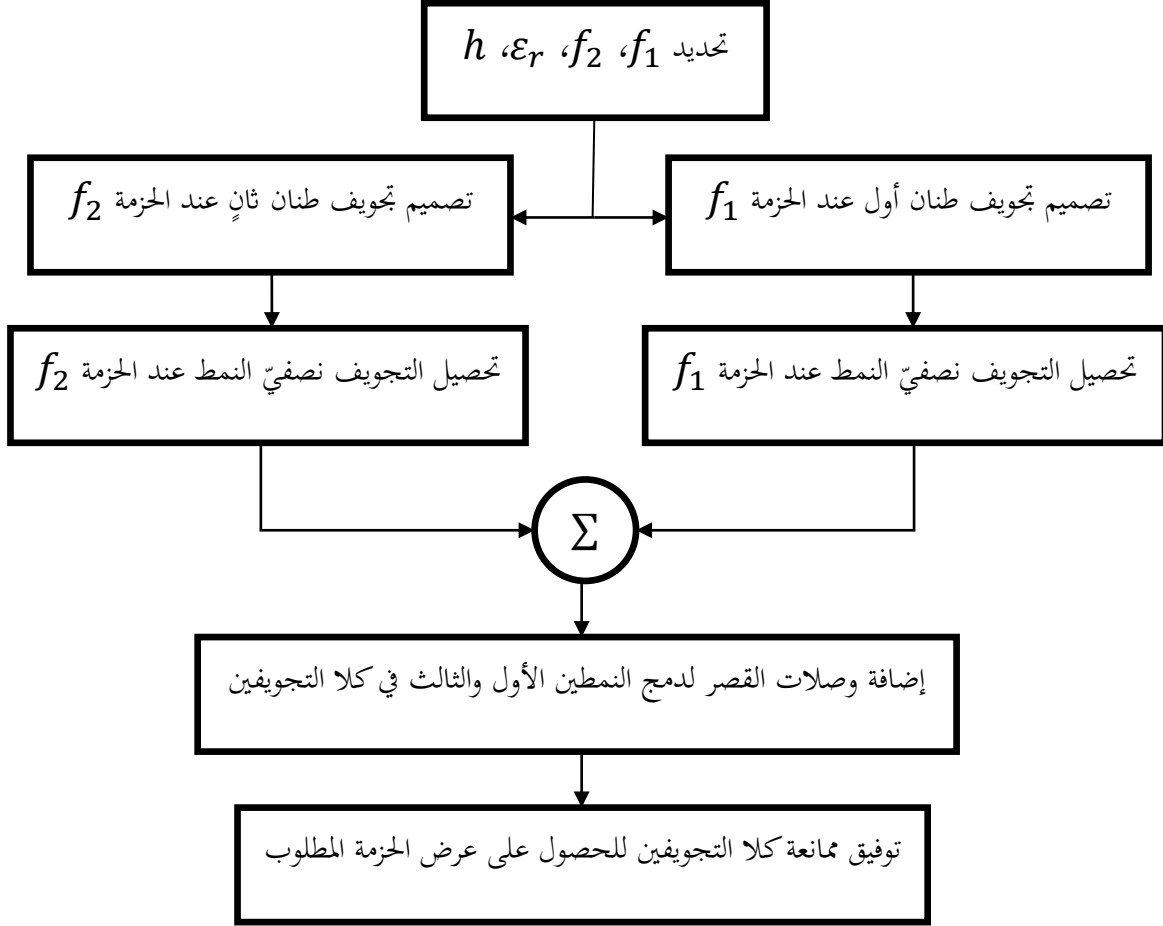 تحديد f₁، f₂، εᵣ، h
تصميم تجويف طنان أول عند الحزمة f₁
تصميم تجويف طنان ثانٍ عند الحزمة f₂
تحصيل التجويف نصفيّ النمط عند الحزمة f₁
تحصيل التجويف نصفيّ النمط عند الحزمة f₂
Σ
إضافة وصلات القصر لدمج النمطين الأول والثالث في كلا التجويفين
توفيق ممانعة كلا التجويفين للحصول على عرض الحزمة المطلوب